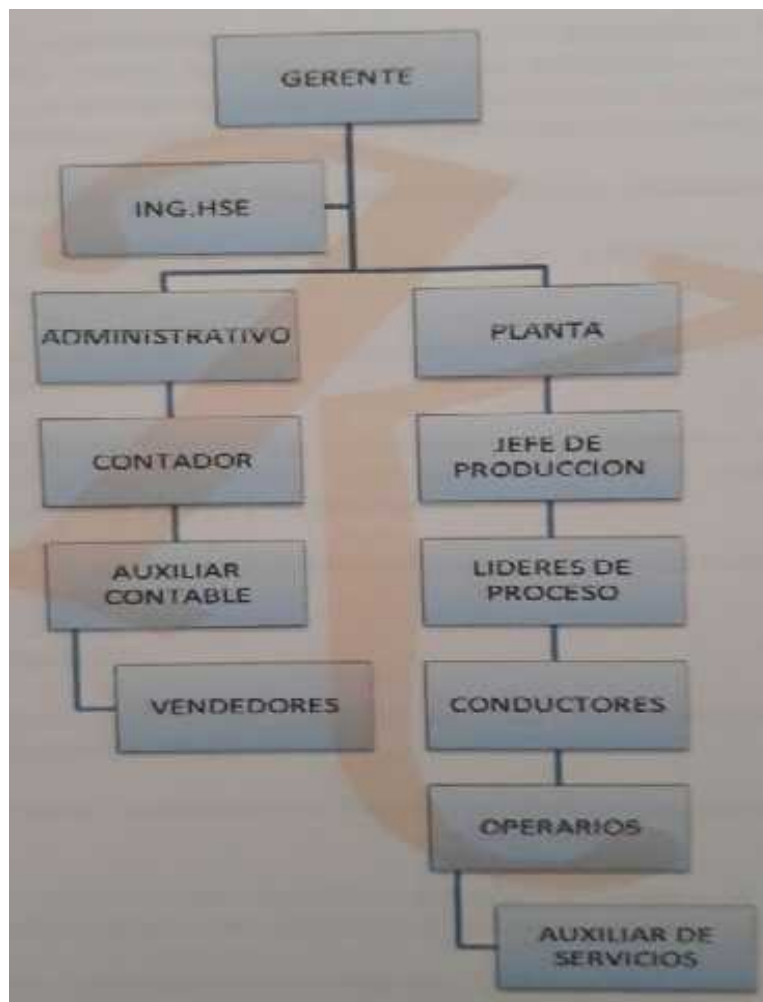 GERENTE
ING.HSE
ADMINISTRATIVO
CONTADOR
AUXILIAR
CONTABLE
VENDEDORES
PLANTA
JEFE DE
PRODUCCION
LIDERES DE
PROCESO
CONDUCTORES
OPERARIOS
AUXILIAR DE
SERVICIOS